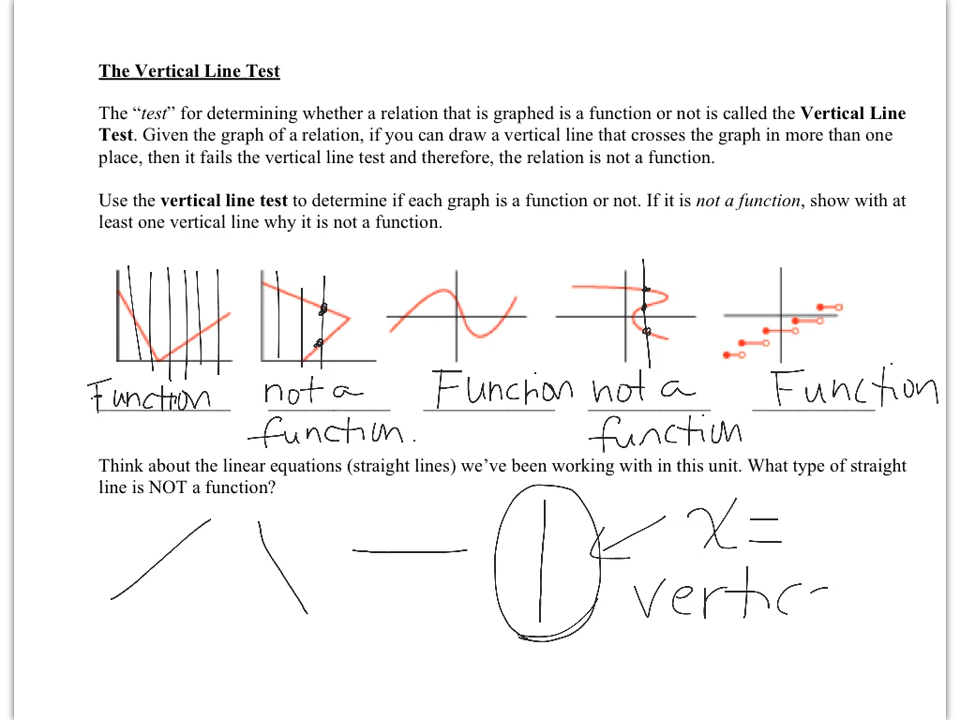 The Vertical Line Test
The “test” for determining whether a relation that is graphed is a function or not is called the Vertical Line
Test. Given the graph of a relation, if you can draw a vertical line that crosses the graph in more than one
place, then it fails the vertical line test and therefore, the relation is not a function.
Use the vertical line test to determine if each graph is a function or not. If it is not a function, show with at
least one vertical line why it is not a function.
Function not a Function not a Function
function. function
Think about the linear equations (straight lines) we’ve been working with in this unit. What type of straight
line is NOT a function?
x =
vertic